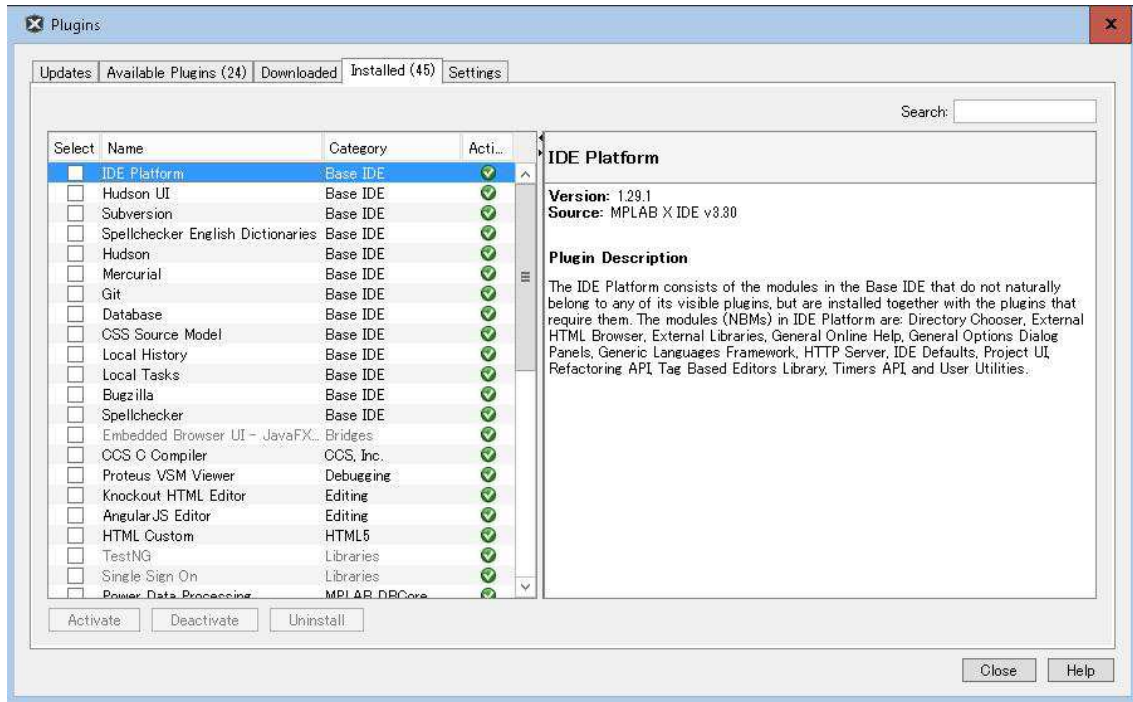 Plugins
x
Updates Available Plugins (24) Downloaded Installed (45) Settings
Search:
Select Name Category Acti...
IDE Platform Base IDE
Hudson UI Base IDE
Subversion Base IDE
Spellchecker English Dictionaries Base IDE
Hudson Base IDE
Mercurial Base IDE
Git Base IDE
Database Base IDE
CSS Source Model Base IDE
Local History Base IDE
Local Tasks Base IDE
Bugzilla Base IDE
Spellchecker Base IDE
Embedded Browser UI - JavaFX... Bridges
CCS C Compiler CCS, Inc.
Proteus VSM Viewer Debugging
Knockout HTML Editor Editing
AngularJS Editor Editing
HTML Custom HTML5
TestNG Libraries
Single Sign On Libraries
Power Data Processing MPLAB DBCore
IDE Platform
Version: 1.29.1
Source: MPLAB X IDE v3.30
Plugin Description
The IDE Platform consists of the modules in the Base IDE that do not naturally
belong to any of its visible plugins, but are installed together with the plugins that
require them. The modules (NBMs) in IDE Platform are: Directory Chooser, External
HTML Browser, External Libraries, General Online Help, General Options Dialog
Panels, Generic Languages Framework, HTTP Server, IDE Defaults, Project UI,
Refactoring API, Tag Based Editors Library, Timers API, and User Utilities.
Activate Deactivate Uninstall
Close Help